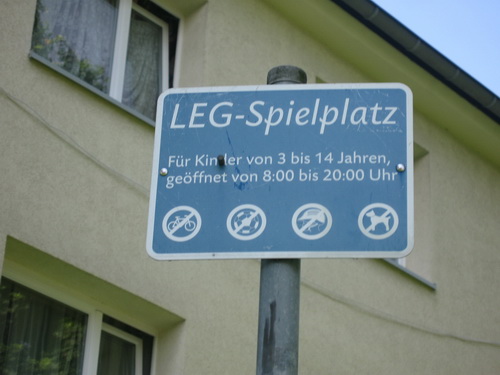 LEG-Spielplatz
Für Kinder von 3 bis 14 Jahren,
geöffnet von 8:00 bis 20:00 Uhr